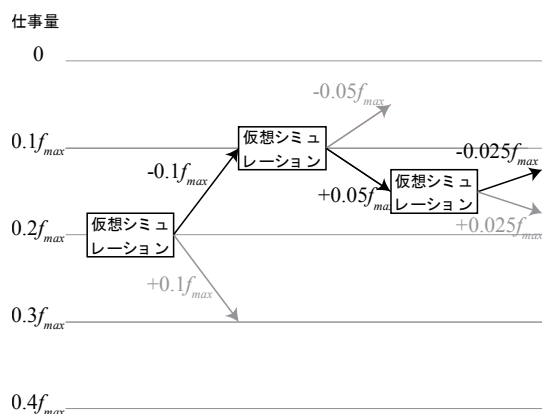 仕事量
0
-0.05fmax
仮想シミュ
レーション
0.1fmax
-0.1fmax
-0.025fmax
仮想シミュ
レーション
+0.05fmax
仮想シミュ
レーション
0.2fmax
+0.025fmax
+0.1fmax
0.3fmax
0.4fmax